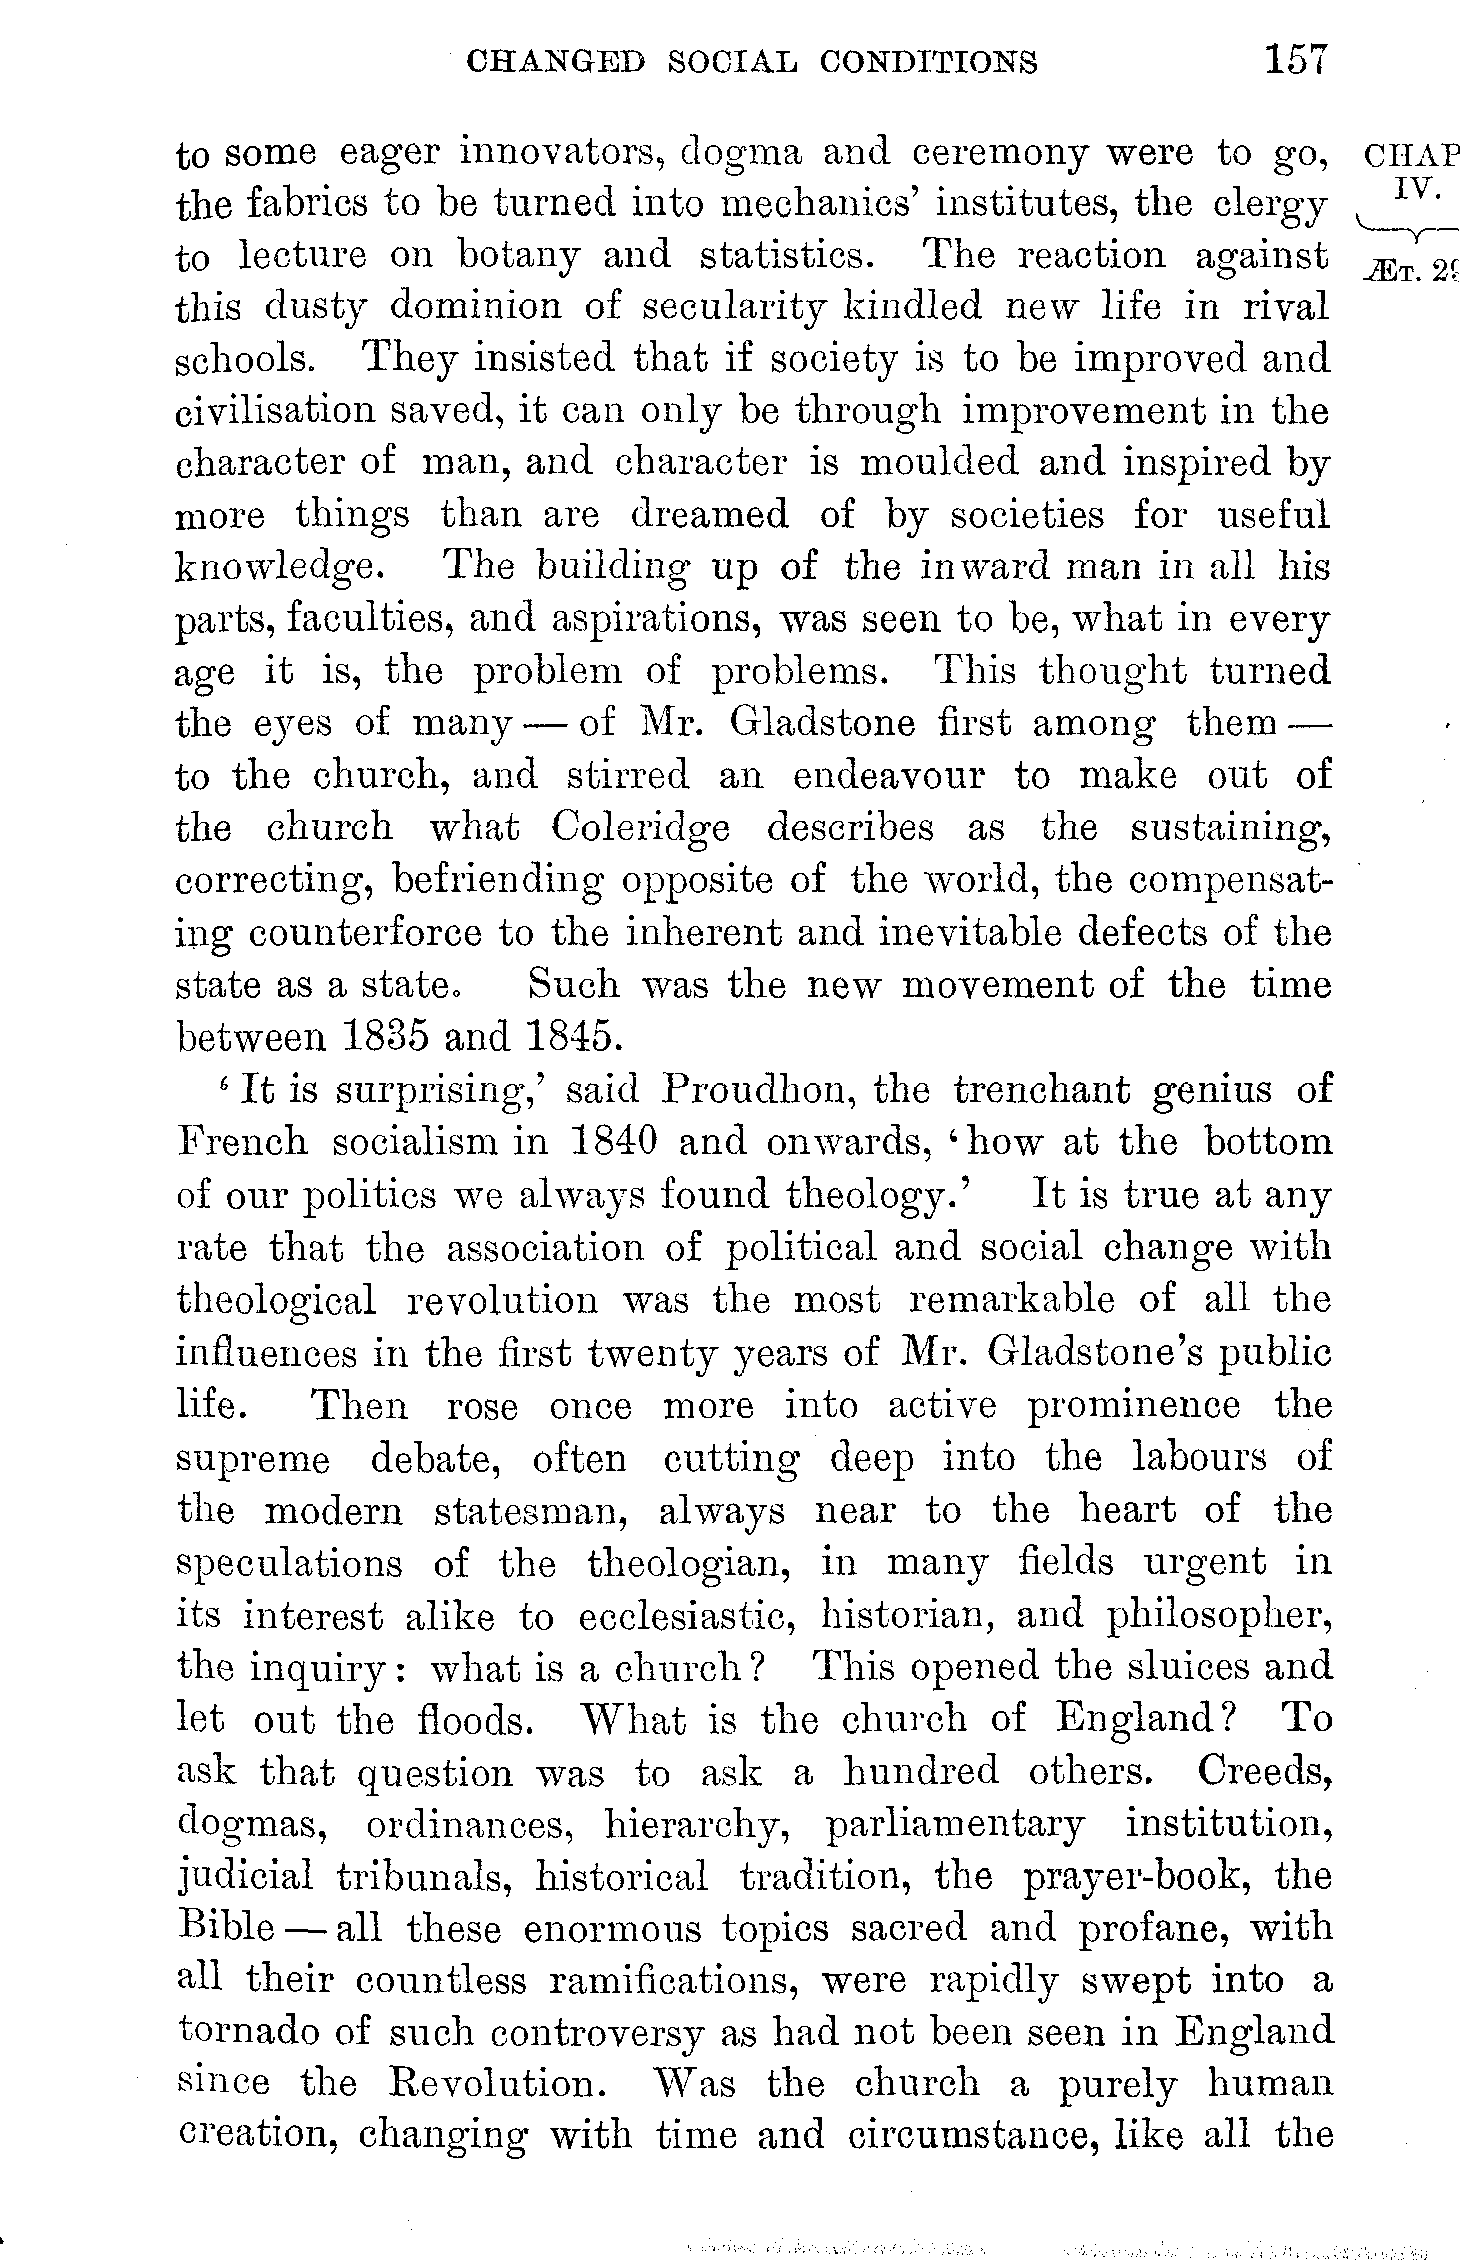 CHANGED SOCIAL CONDITIONS 157
to some eager innovators, dogma and ceremony were to go,
the fabrics to be turned into mechanics' institutes, the clergy
to lecture on botany and statistics. The reaction against
this dusty dominion of secularity kindled new life in rival
schools. They insisted that if society is to be improved and
civilisation saved, it can only be through improvement in the
character of man, and character is moulded and inspired by
more things than are dreamed of by societies for useful
knowledge. The building up of the inward man in all his
parts, faculties, and aspirations, was seen to be, what in every
age it is, the problem of problems. This thought turned
the eyes of many — of Mr. Gladstone first among them —
to the church, and stirred an endeavour to make out of
the church what Coleridge describes as the sustaining,
correcting, befriending opposite of the world, the compensat-
ing counterforce to the inherent and inevitable defects of the
state as a state. Such was the new movement of the time
between 1835 and 1845.
‘It is surprising,’ said Proudhon, the trenchant genius of
French socialism in 1840 and onwards, ‘how at the bottom
of our politics we always found theology.’ It is true at any
rate that the association of political and social change with
theological revolution was the most remarkable of all the
influences in the first twenty years of Mr. Gladstone's public
life. Then rose once more into active prominence the
supreme debate, often cutting deep into the labours of
the modern statesman, always near to the heart of the
speculations of the theologian, in many fields urgent in
its interest alike to ecclesiastic, historian, and philosopher,
the inquiry: what is a church? This opened the sluices and
let out the floods. What is the church of England? To
ask that question was to ask a hundred others. Creeds,
dogmas, ordinances, hierarchy, parliamentary institution,
judicial tribunals, historical tradition, the prayer-book, the
Bible — all these enormous topics sacred and profane, with
all their countless ramifications, were rapidly swept into a
tornado of such controversy as had not been seen in England
since the Revolution. Was the church a purely human
creation, changing with time and circumstance, like all the
CHAP
IV.
ÆT. 29